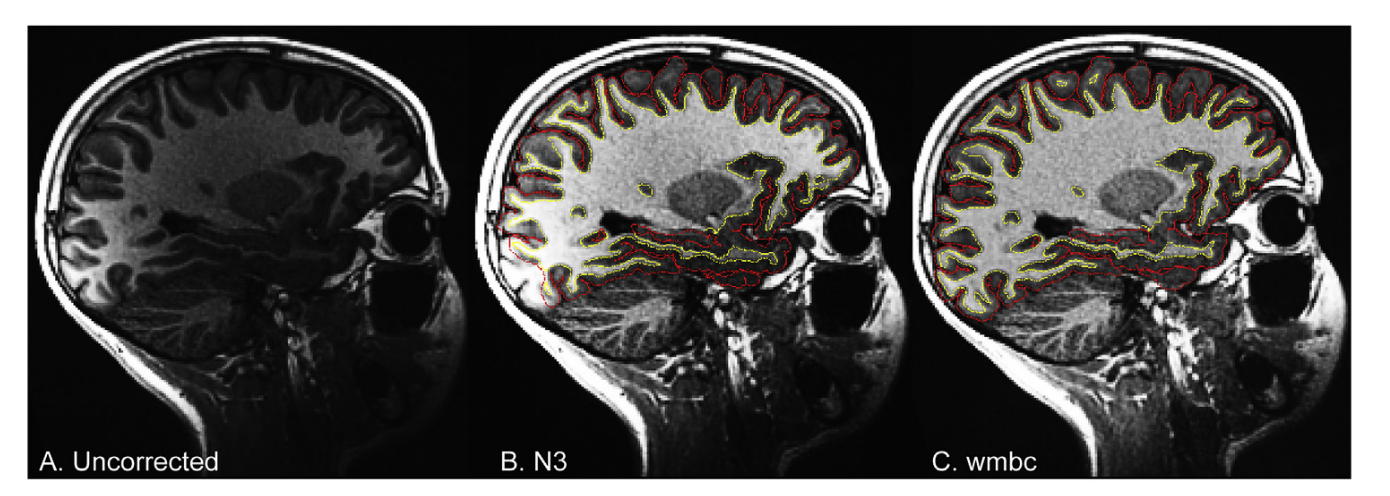 A. Uncorrected
B. N3
C. wmbc